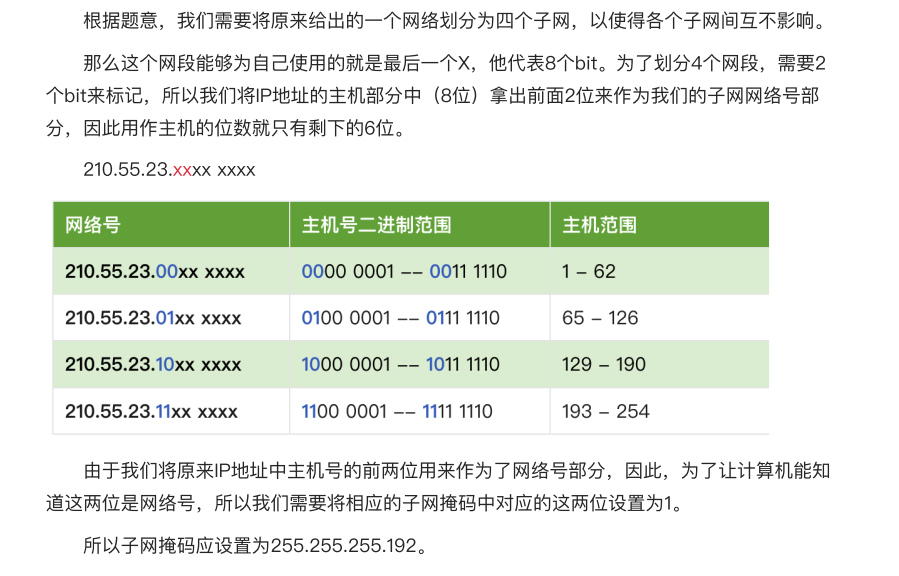 根据题意，我们需要将原来给出的一个网络划分为四个子网，以使得各个子网间互不影响。
那么这个网段能够为自己使用的就是最后一个X，他代表8个bit。为了划分4个网段，需要2
个bit来标记，所以我们将IP地址的主机部分中（8位）拿出前面2位来作为我们的子网网络号部
分，因此用作主机的位数就只有剩下的6位。
210.55.23.xxxx xxxx
网络号 主机号二进制范围 主机范围
210.55.23.00xx xxxx 0000 0001 -- 0011 1110 1 – 62
210.55.23.01xx xxxx 0100 0001 -- 0111 1110 65 – 126
210.55.23.10xx xxxx 1000 0001 -- 1011 1110 129 – 190
210.55.23.11xx xxxx 1100 0001 -- 1111 1110 193 – 254
由于我们将原来IP地址中主机号的前两位用来作为了网络号部分，因此，为了让计算机能知
道这两位是网络号，所以我们需要将相应的子网掩码中对应的这两位设置为1。
所以子网掩码应设置为255.255.255.192。